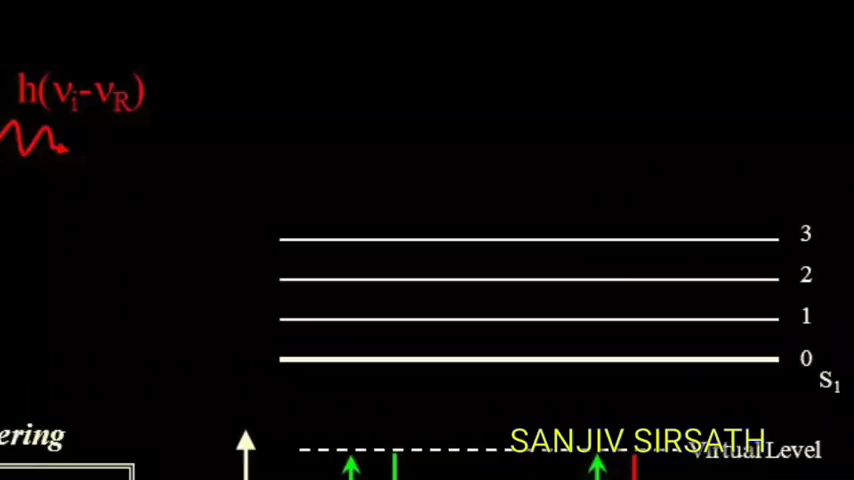 h(νi-νR)
3
2
1
0
S1
ering
SANJIV SIRSATH
Virtual Level